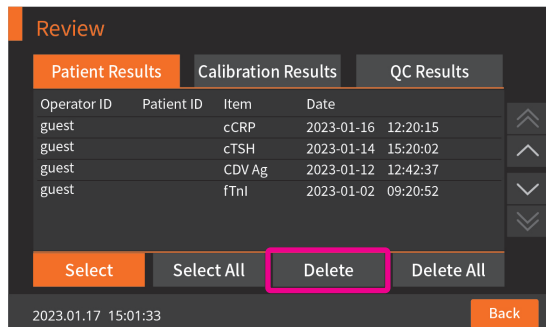 Review
Patient Results Calibration Results QC Results
Operator ID Patient ID Item Date
guest cCRP 2023-01-16 12:20:15
guest cTSH 2023-01-14 15:20:02
guest CDV Ag 2023-01-12 12:42:37
guest fTnI 2023-01-02 09:20:52
Select Select All Delete Delete All
2023.01.17 15:01:33 Back